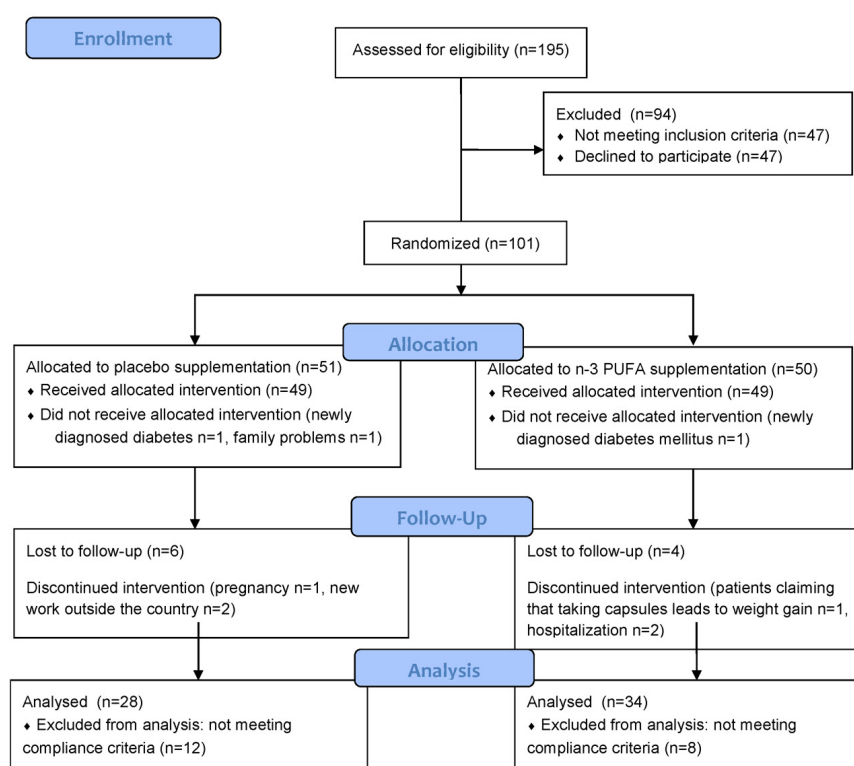 Enrollment
Assessed for eligibility (n=195)
Excluded (n=94)
♦ Not meeting inclusion criteria (n=47)
♦ Declined to participate (n=47)
Randomized (n=101)
Allocation
Allocated to placebo supplementation (n=51)
♦ Received allocated intervention (n=49)
♦ Did not receive allocated intervention (newly
diagnosed diabetes n=1, family problems n=1)
Allocated to n-3 PUFA supplementation (n=50)
♦ Received allocated intervention (n=49)
♦ Did not receive allocated intervention (newly
diagnosed diabetes mellitus n=1)
Follow-Up
Lost to follow-up (n=6)
Discontinued intervention (pregnancy n=1, new
work outside the country n=2)
Lost to follow-up (n=4)
Discontinued intervention (patients claiming
that taking capsules leads to weight gain n=1,
hospitalization n=2)
Analysis
Analysed (n=28)
♦ Excluded from analysis: not meeting
compliance criteria (n=12)
Analysed (n=34)
♦ Excluded from analysis: not meeting
compliance criteria (n=8)